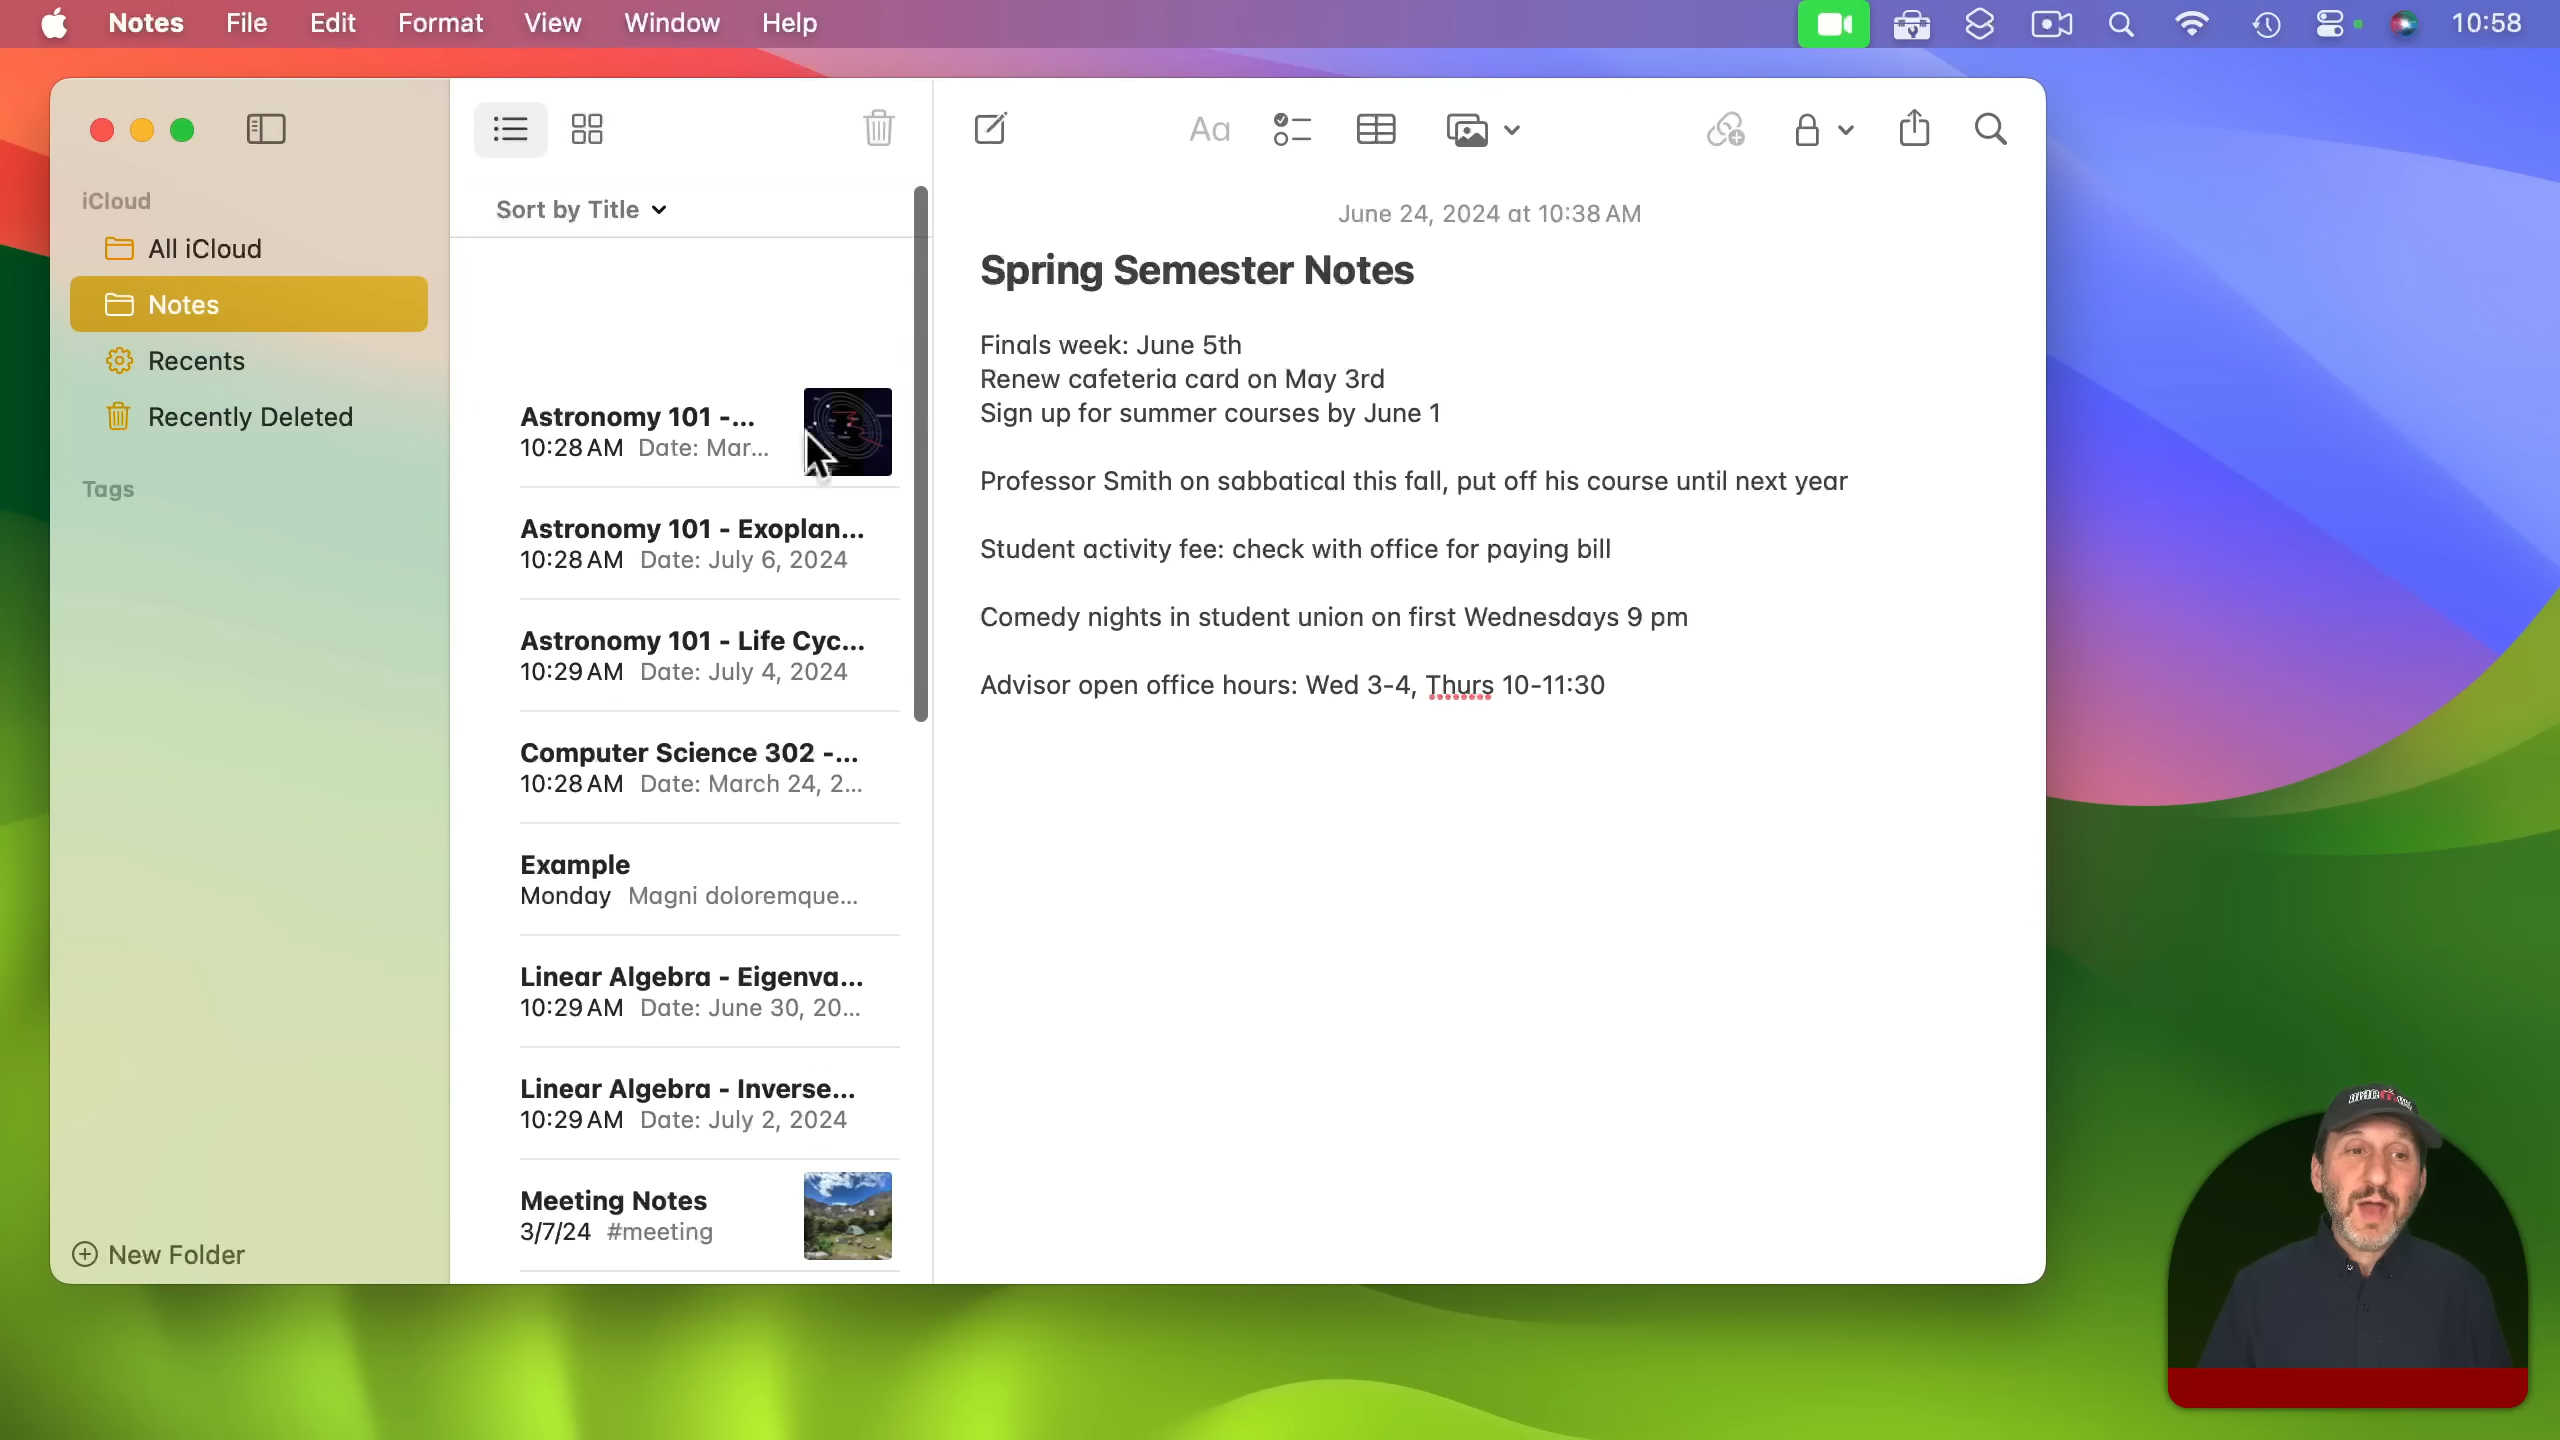 Notes File Edit Format View Window Help 10:58
iCloud
All iCloud
Notes
Recents
Recently Deleted
Tags
New Folder
Sort by Title
Astronomy 101 -...
10:28 AM Date: Mar...
Astronomy 101 - Exoplan...
10:28 AM Date: July 6, 2024
Astronomy 101 - Life Cyc...
10:29 AM Date: July 4, 2024
Computer Science 302 -...
10:28 AM Date: March 24, 2...
Example
Monday Magni doloremque...
Linear Algebra - Eigenva...
10:29 AM Date: June 30, 20...
Linear Algebra - Inverse...
10:29 AM Date: July 2, 2024
Meeting Notes
3/7/24 #meeting
Aa
June 24, 2024 at 10:38 AM
Spring Semester Notes
Finals week: June 5th
Renew cafeteria card on May 3rd
Sign up for summer courses by June 1
Professor Smith on sabbatical this fall, put off his course until next year
Student activity fee: check with office for paying bill
Comedy nights in student union on first Wednesdays 9 pm
Advisor open office hours: Wed 3-4, Thurs 10-11:30